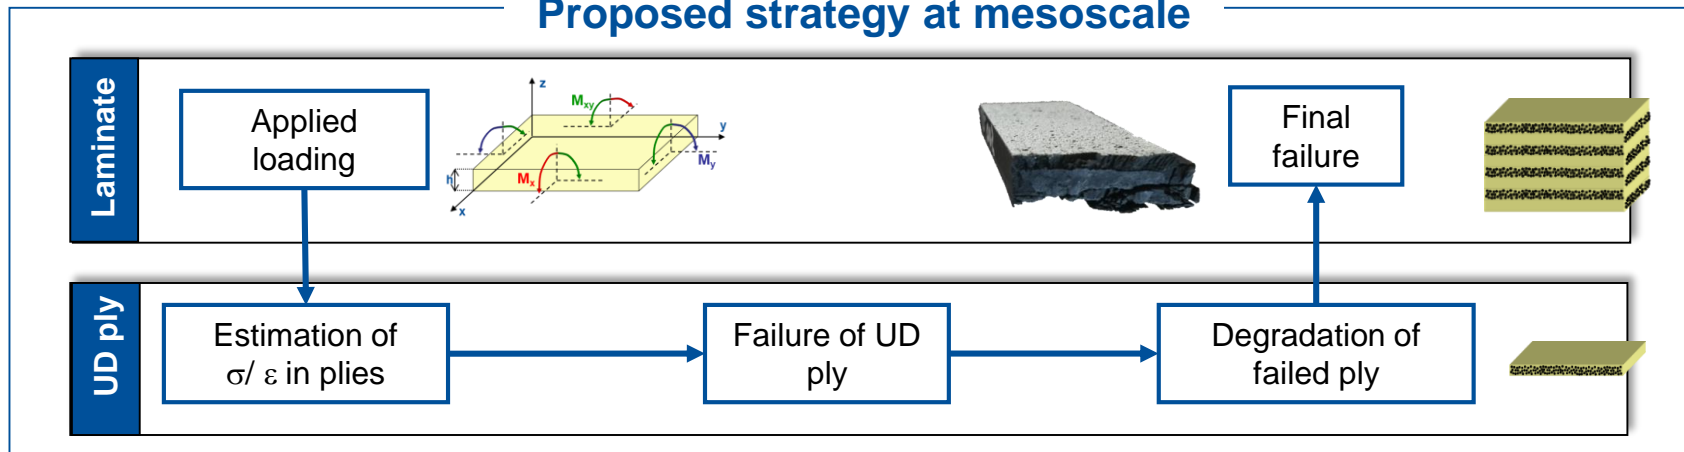 Proposed strategy at mesoscale
Laminate
Applied
loading
z
Mxy
y
My
Mx
h
x
Final
failure
UD ply
Estimation of
σ/ ε in plies
Failure of UD
ply
Degradation of
failed ply